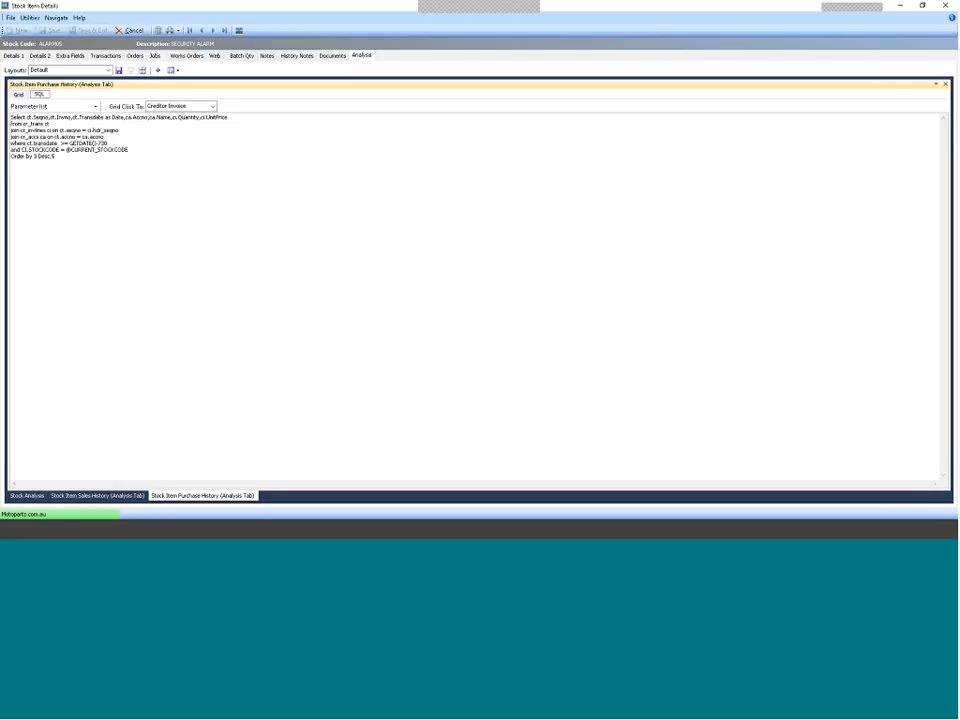 Stock Item Details
File Utilities Navigate Help
New Save Save & Exit Cancel
Stock Code: ALARM05 Description: SECURITY ALARM
Details 1 Details 2 Extra Fields Transactions Orders Jobs Works Orders Web Batch Qty Notes History Notes Documents Analysis
Layouts: Default
Stock Item Purchase History (Analysis Tab)
Grid SQL
Parameter list Grid Click To: Creditor Invoice
Select ct.Seqno,ct.Invno,ct.Transdate as Date,ca.Accno,ca.Name,ci.Quantity,ci.UnitPrice
from cr_trans ct
join cr_invlines ci on ct.seqno = ci.hdr_seqno
join cr_accs ca on ct.accno = ca.accno
where ct.transdate >= GETDATE()-730
and CI.STOCKCODE = @CURRENT_STOCKCODE
Order by 3 Desc,5
Stock Analysis Stock Item Sales History (Analysis Tab) Stock Item Purchase History (Analysis Tab)
Motopartz.com.au